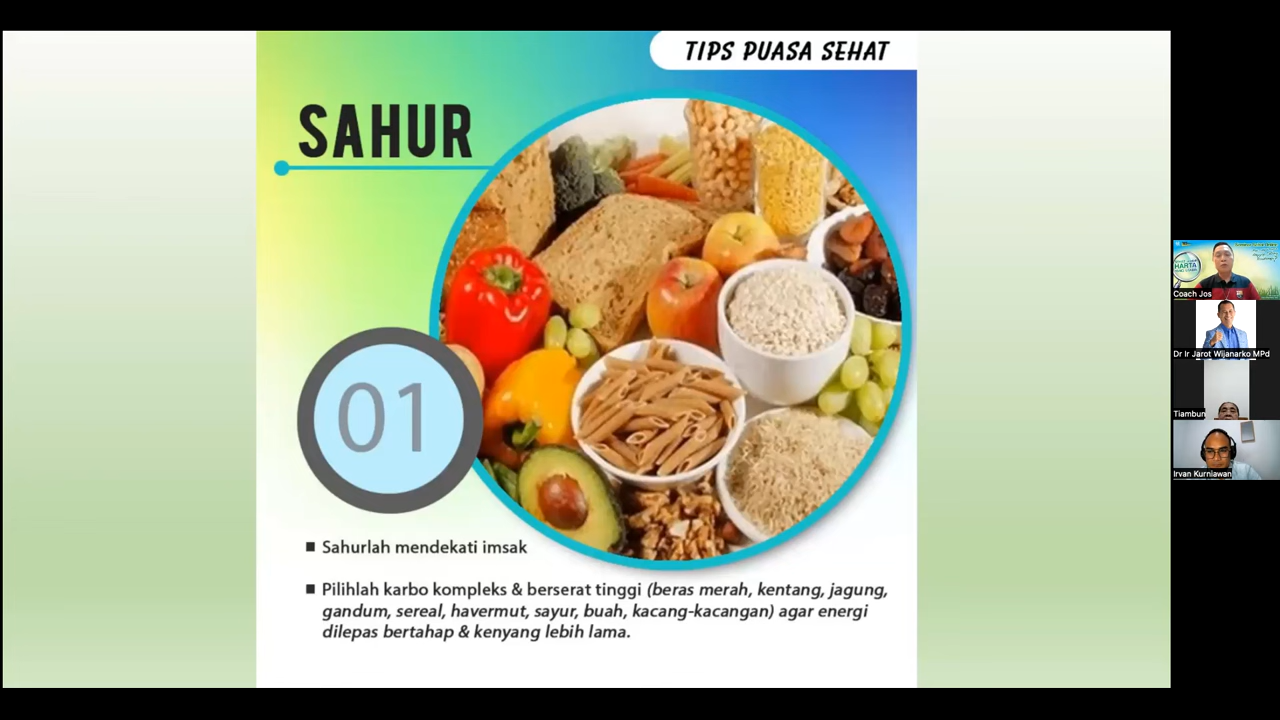 TIPS PUASA SEHAT
SAHUR
01
Sahurlah mendekati imsak
Pilihlah karbo kompleks & berserat tinggi (beras merah, kentang, jagung,
gandum, sereal, havermut, sayur, buah, kacang-kacangan) agar energi
dilepas bertahap & kenyang lebih lama.
HARTA
Coach Jos
Dr Ir Jarot Wijanarko MPd
Tiambun
Irvan Kurniawan